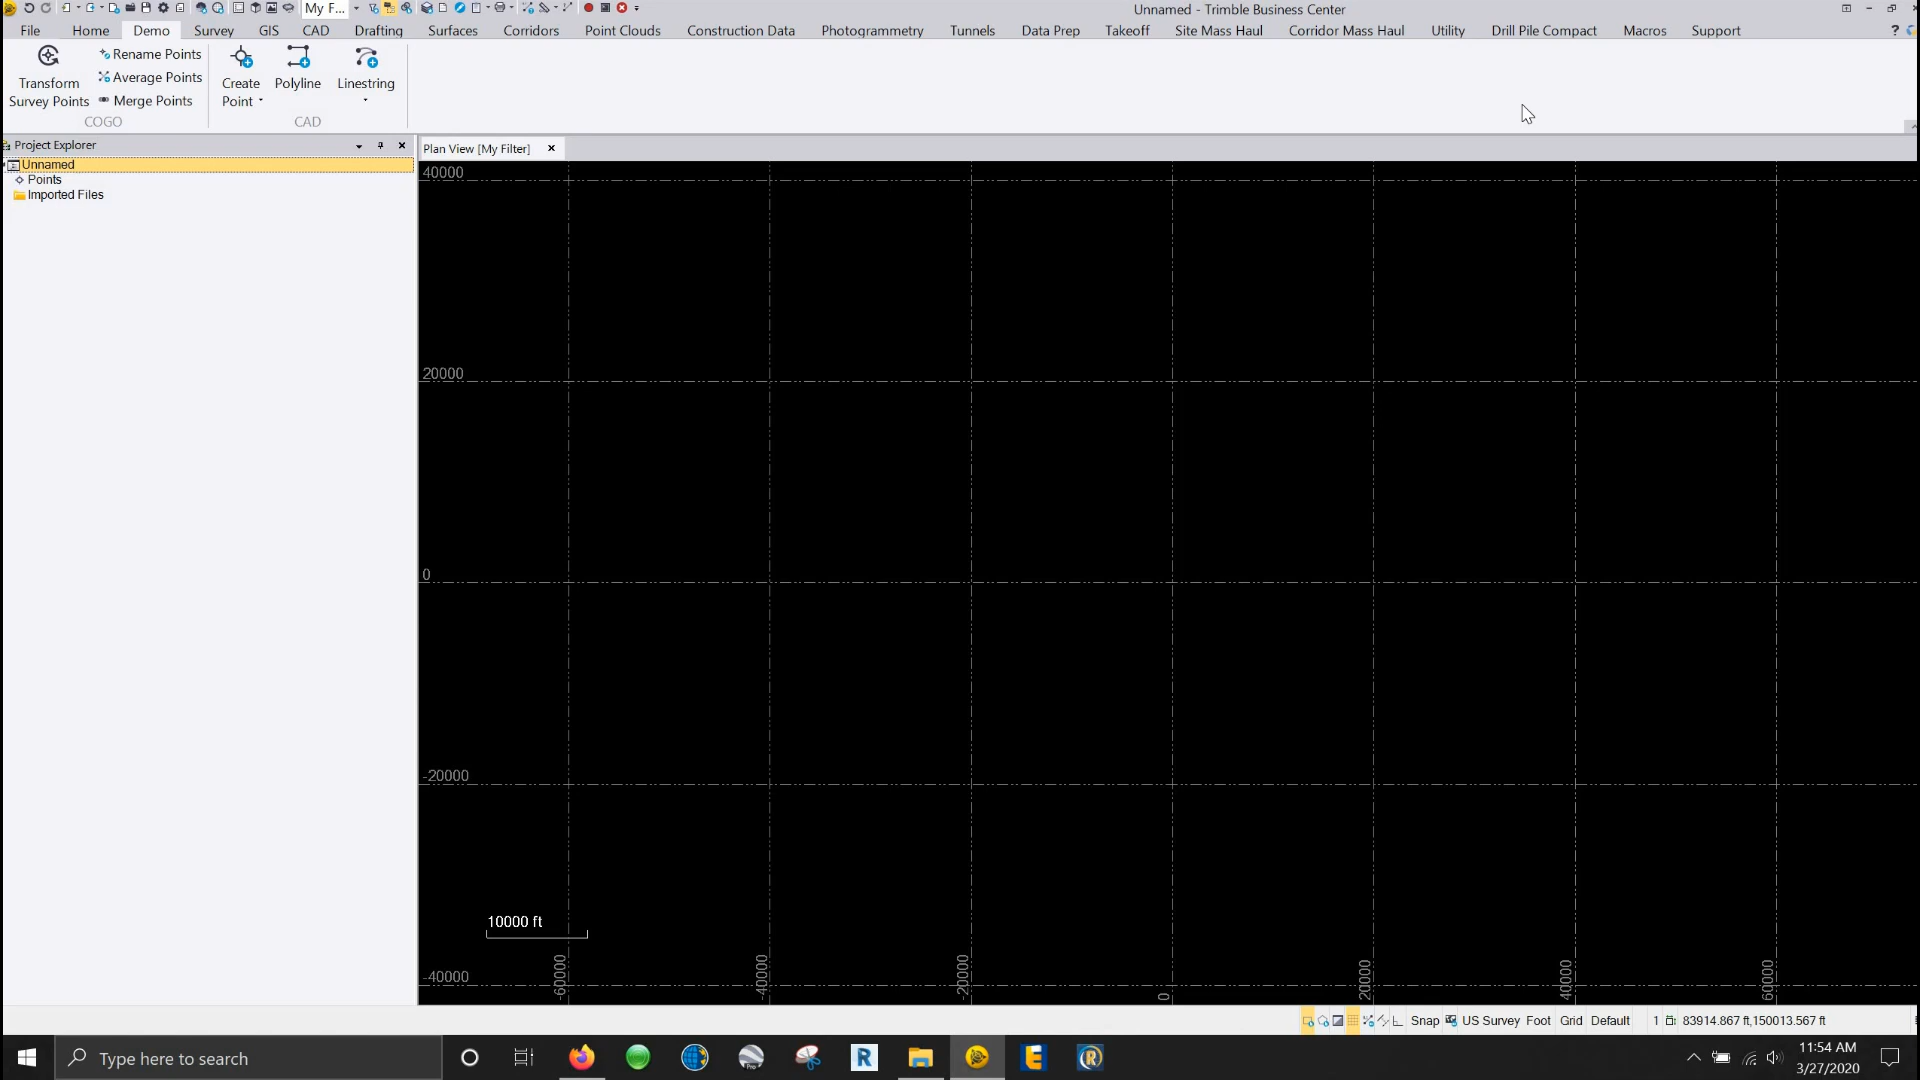 My F...
Unnamed - Trimble Business Center
File Home Demo Survey GIS CAD Drafting Surfaces Corridors Point Clouds Construction Data Photogrammetry Tunnels Data Prep Takeoff Site Mass Haul Corridor Mass Haul Utility Drill Pile Compact Macros Support ?
Transform
Survey Points
Rename Points
Average Points
Merge Points
COGO
Create
Point
Polyline
Linestring
CAD
Project Explorer
Unnamed
Points
Imported Files
Plan View [My Filter]
40000
20000
0
-20000
-40000
10000 ft
-60000 -40000 -20000 0 20000 40000 60000
Snap US Survey Foot Grid Default 1 83914.867 ft,150013.567 ft
Type here to search
Pro
R
E
R
11:54 AM
3/27/2020